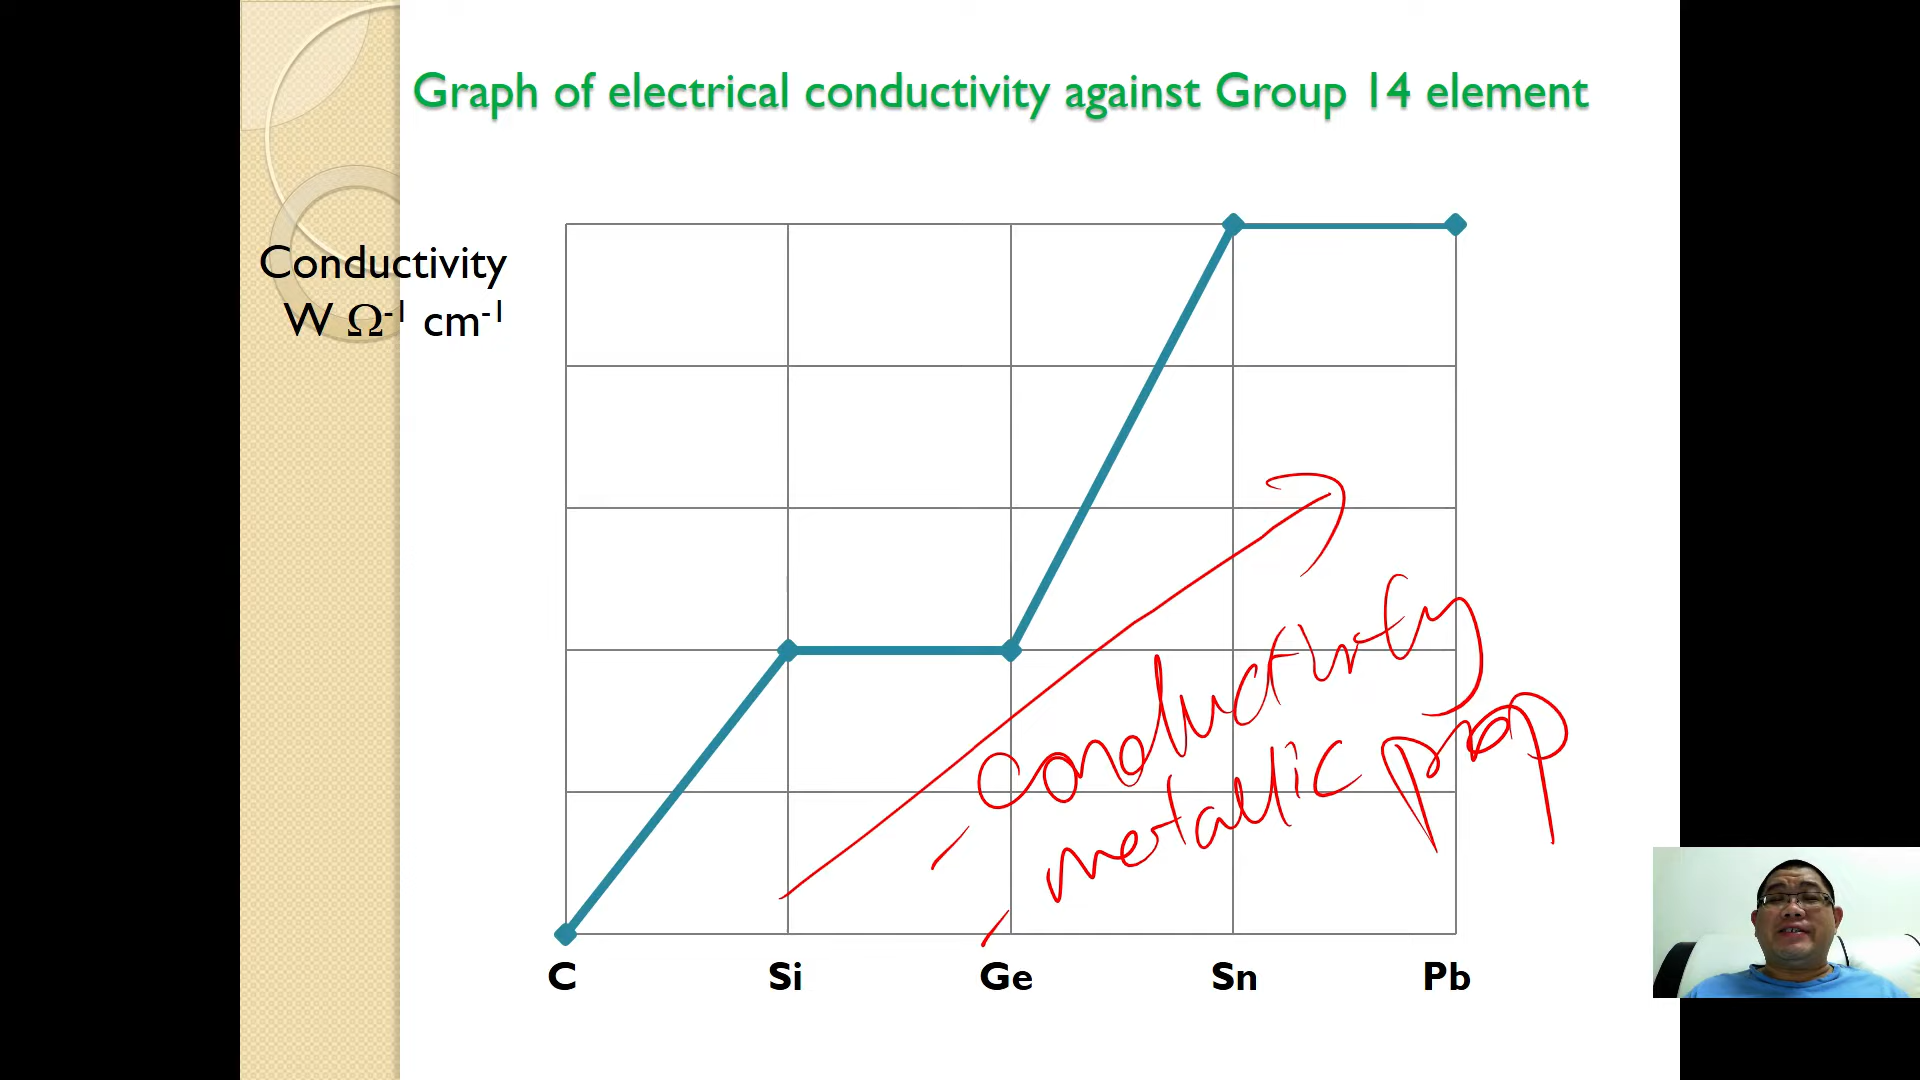 Graph of electrical conductivity against Group 14 element
Conductivity
W Ω⁻¹ cm⁻¹
- conductivity
- metallic prop
C Si Ge Sn Pb